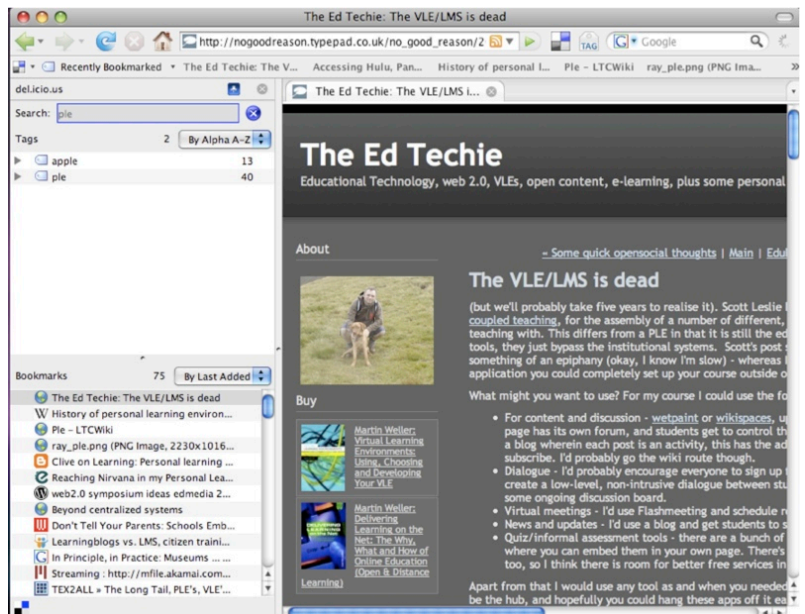 The Ed Techie: The VLE/LMS is dead
http://nogoodreason.typepad.co.uk/no_good_reason/2
TAG
G Google
Recently Bookmarked
The Ed Techie: The V...
Accessing Hulu, Pan...
History of personal l...
Ple - LTCWiki
ray_ple.png (PNG Ima...
del.icio.us
Search: ple
Tags 2 By Alpha A-Z
apple 13
ple 40
Bookmarks 75 By Last Added
The Ed Techie: The VLE/LMS is dead
W History of personal learning environ...
Ple - LTCWiki
ray_ple.png (PNG Image, 2230x1016...
Clive on Learning: Personal learning ...
Reaching Nirvana in my Personal Lea...
web2.0 symposium ideas edmedia 2...
Beyond centralized systems
Don't Tell Your Parents: Schools Emb...
Learningblogs vs. LMS, citizen traini...
G In Principle, in Practice: Museums ...
Streaming : http://mfile.akamai.com...
TEX2ALL » The Long Tail, PLE's, VLE'...
The Ed Techie: The VLE/LMS i...
The Ed Techie
Educational Technology, web 2.0, VLEs, open content, e-learning, plus some personal
About
Buy
Martin Weller:
Virtual Learning
Environments:
Using, Choosing
and Developing
Your VLE
Martin Weller:
Delivering
Learning on the
Net: The Why,
What and How of
Online Education
(Open & Distance
Learning)
« Some quick opensocial thoughts | Main |
The VLE/LMS is dead
(but we'll probably take five years to realise it). Scott Leslie
coupled teaching, for the assembly of a number of different,
teaching with. This differs from a PLE in that it is still the
tools, they just bypass the institutional systems. Scott's post
something of an epiphany (okay, I know I'm slow) - whereas
application you could completely set up your course outside
What might you want to use? For my course I could use the
• For content and discussion - wetpaint or wikispaces,
page has its own forum, and students get to control
a blog wherein each post is an activity, this has the
subscribe. I'd probably go the wiki route though.
• Dialogue - I'd probably encourage everyone to sign up
create a low-level, non-intrusive dialogue between
some ongoing discussion board.
• Virtual meetings - I'd use Flashmeeting and schedule
• News and updates - I'd use a blog and get students to
• Quiz/informal assessment tools - there are a bunch of
where you can embed them in your own page. There's
too, so I think there is room for better free services in
Apart from that I would use any tool as and when you needed
be the hub, and hopefully you could hang these apps off it